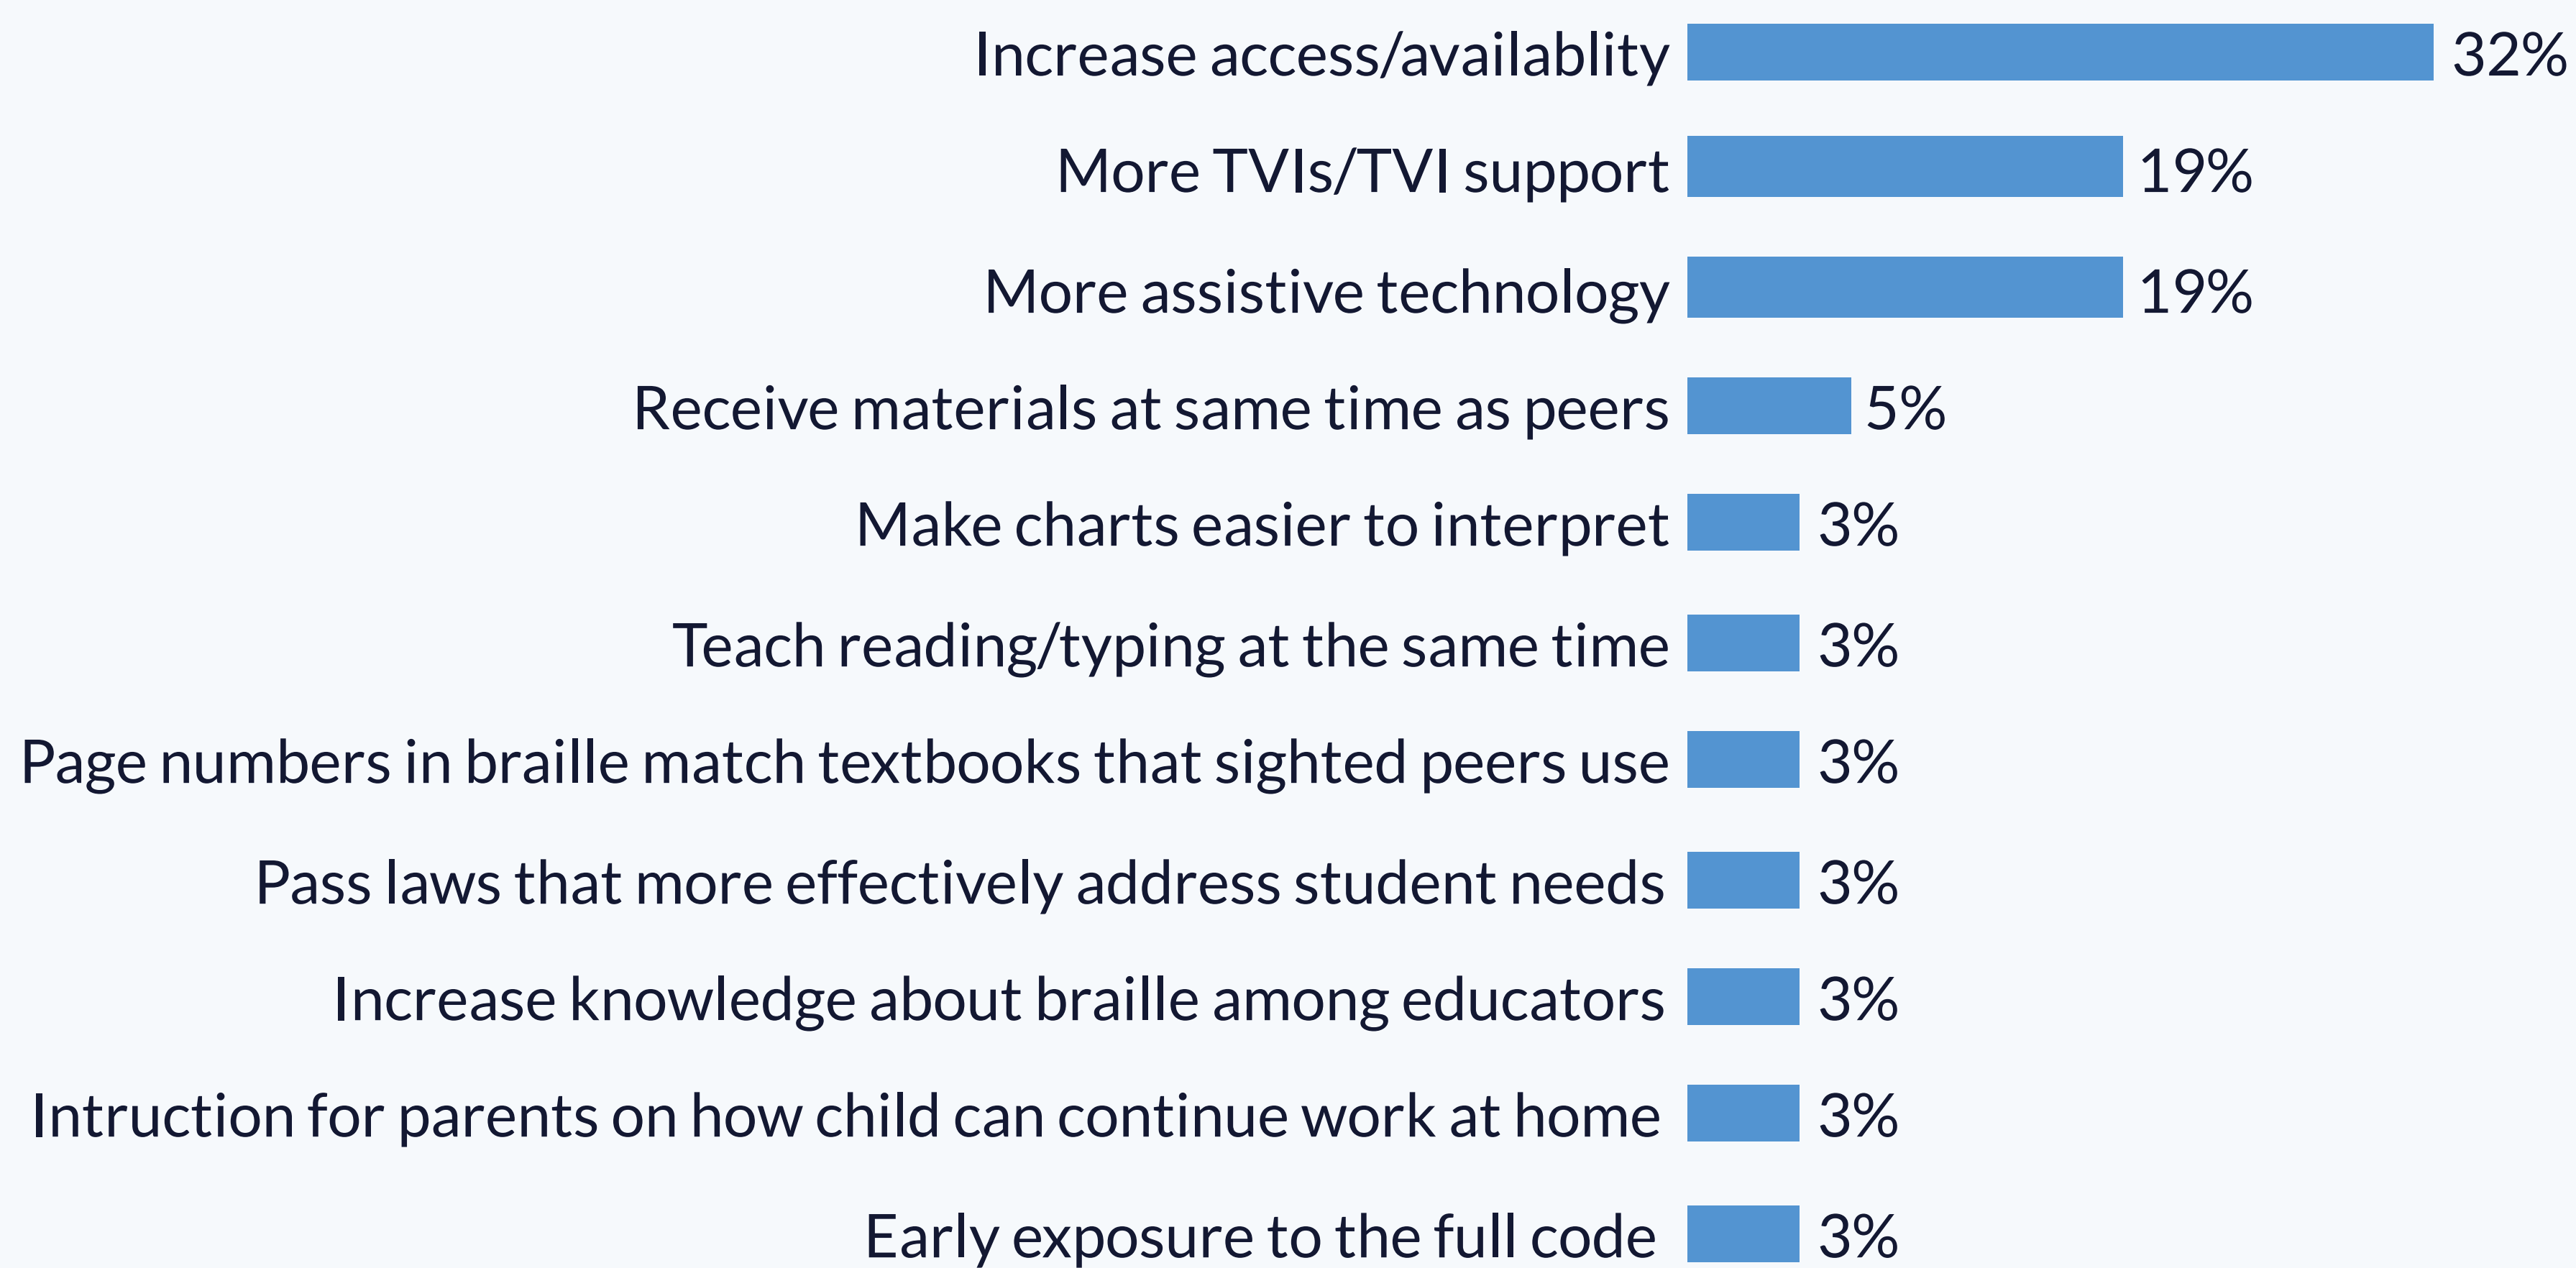 Increase access/availablity 32%
More TVIs/TVI support 19%
More assistive technology 19%
Receive materials at same time as peers 5%
Make charts easier to interpret 3%
Teach reading/typing at the same time 3%
Page numbers in braille match textbooks that sighted peers use 3%
Pass laws that more effectively address student needs 3%
Increase knowledge about braille among educators 3%
Intruction for parents on how child can continue work at home 3%
Early exposure to the full code 3%